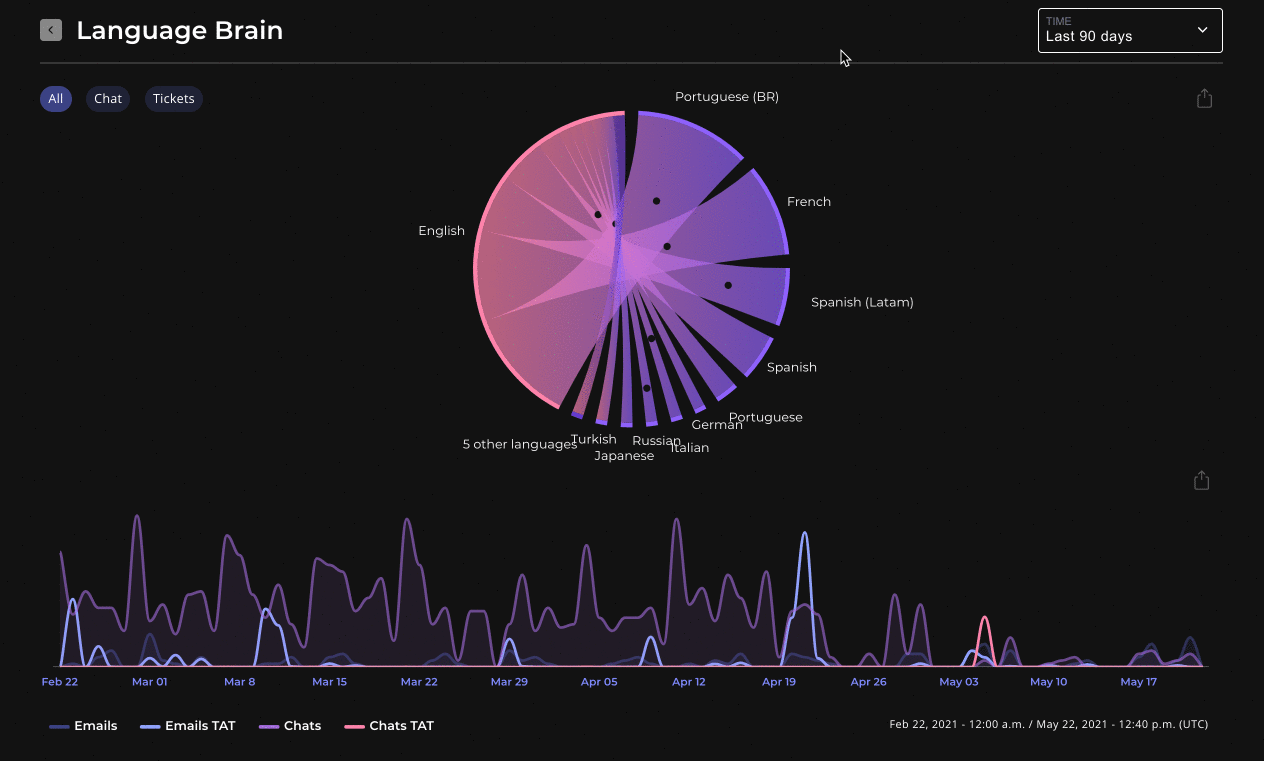 Language Brain
TIME
Last 90 days
All
Chat
Tickets
Portuguese (BR)
French
English
Spanish (Latam)
Spanish
Portuguese
German
5 other languages
Turkish
Russian
Italian
Japanese
Feb 22
Mar 01
Mar 8
Mar 15
Mar 22
Mar 29
Apr 05
Apr 12
Apr 19
Apr 26
May 03
May 10
May 17
Emails
Emails TAT
Chats
Chats TAT
Feb 22, 2021 - 12:00 a.m. / May 22, 2021 - 12:40 p.m. (UTC)